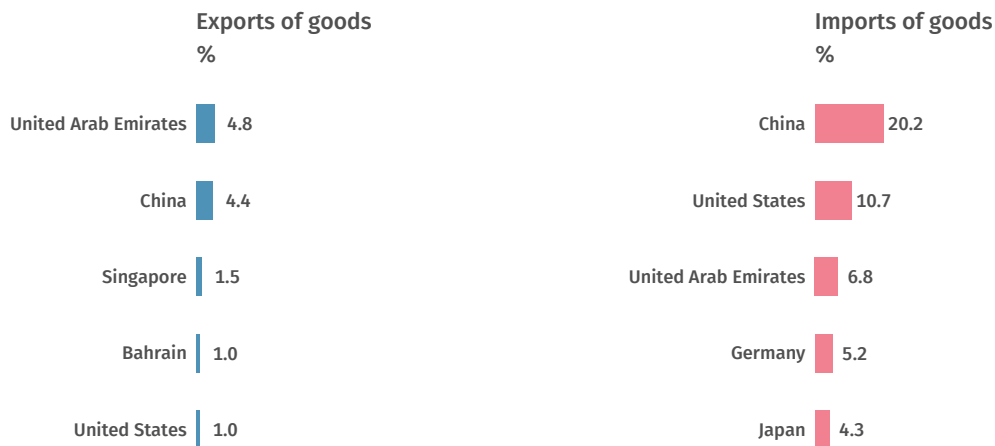 Exports of goods
%
United Arab Emirates 4.8
China 4.4
Singapore 1.5
Bahrain 1.0
United States 1.0
Imports of goods
%
China 20.2
United States 10.7
United Arab Emirates 6.8
Germany 5.2
Japan 4.3